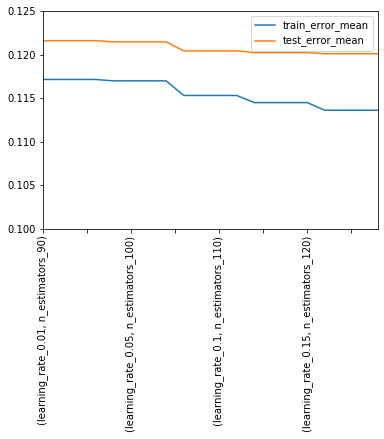 0.125
0.120
0.115
0.110
0.105
0.100
train_error_mean
test_error_mean
(learning_rate_0.01, n_estimators_90)
(learning_rate_0.05, n_estimators_100)
(learning_rate_0.1, n_estimators_110)
(learning_rate_0.15, n_estimators_120)